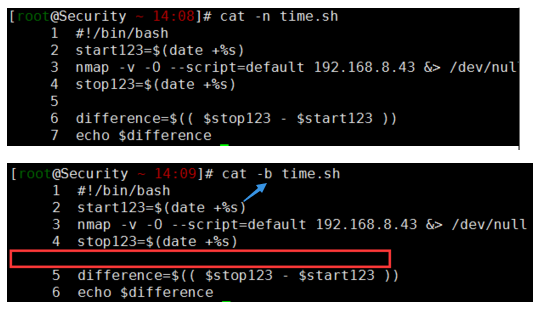 [root@Security ~ 14:08]# cat -n time.sh
1 #!/bin/bash
2 start123=$(date +%s)
3 nmap -v -O --script=default 192.168.8.43 &> /dev/nul
4 stop123=$(date +%s)
5
6 difference=$(( $stop123 - $start123 ))
7 echo $difference
[root@Security ~ 14:09]# cat -b time.sh
1 #!/bin/bash
2 start123=$(date +%s)
3 nmap -v -O --script=default 192.168.8.43 &> /dev/null
4 stop123=$(date +%s)
5 difference=$(( $stop123 - $start123 ))
6 echo $difference